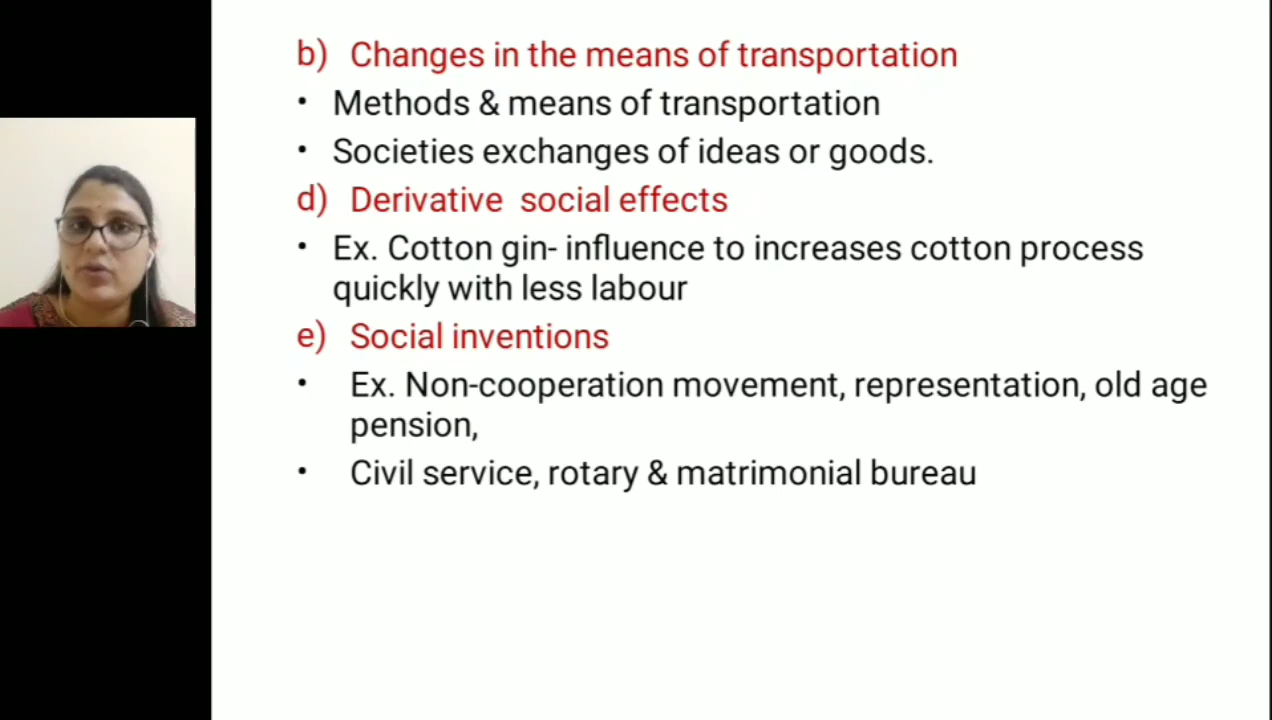 b) Changes in the means of transportation
• Methods & means of transportation
• Societies exchanges of ideas or goods.
d) Derivative social effects
• Ex. Cotton gin- influence to increases cotton process
quickly with less labour
e) Social inventions
• Ex. Non-cooperation movement, representation, old age
pension,
• Civil service, rotary & matrimonial bureau